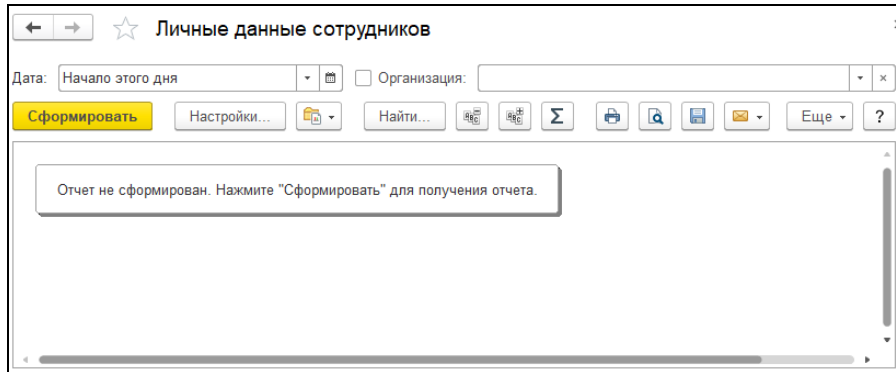 Личные данные сотрудников
Дата: Начало этого дня Организация:
Сформировать Настройки... Найти... Σ Еще ?
Отчет не сформирован. Нажмите "Сформировать" для получения отчета.